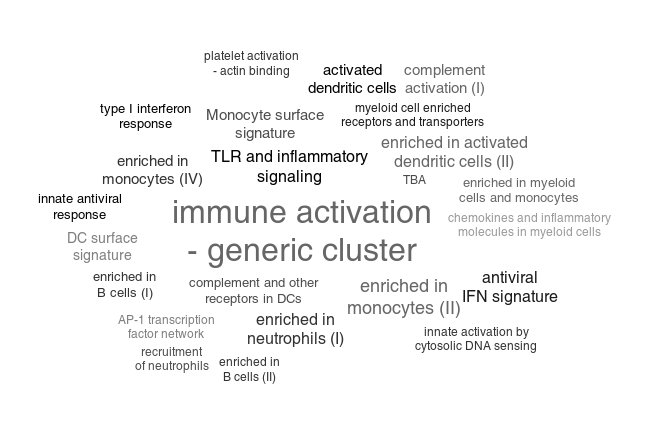 platelet activation
- actin binding
activated
dendritic cells
complement
activation (I)
type I interferon
response
Monocyte surface
signature
myeloid cell enriched
receptors and transporters
enriched in
monocytes (IV)
TLR and inflammatory
signaling
enriched in activated
dendritic cells (II)
TBA
innate antiviral
response
immune activation
- generic cluster
enriched in myeloid
cells and monocytes
chemokines and inflammatory
molecules in myeloid cells
DC surface
signature
enriched in
B cells (I)
complement and other
receptors in DCs
enriched in
monocytes (II)
antiviral
IFN signature
AP-1 transcription
factor network
enriched in
neutrophils (I)
innate activation by
cytosolic DNA sensing
recruitment
of neutrophils
enriched in
B cells (II)